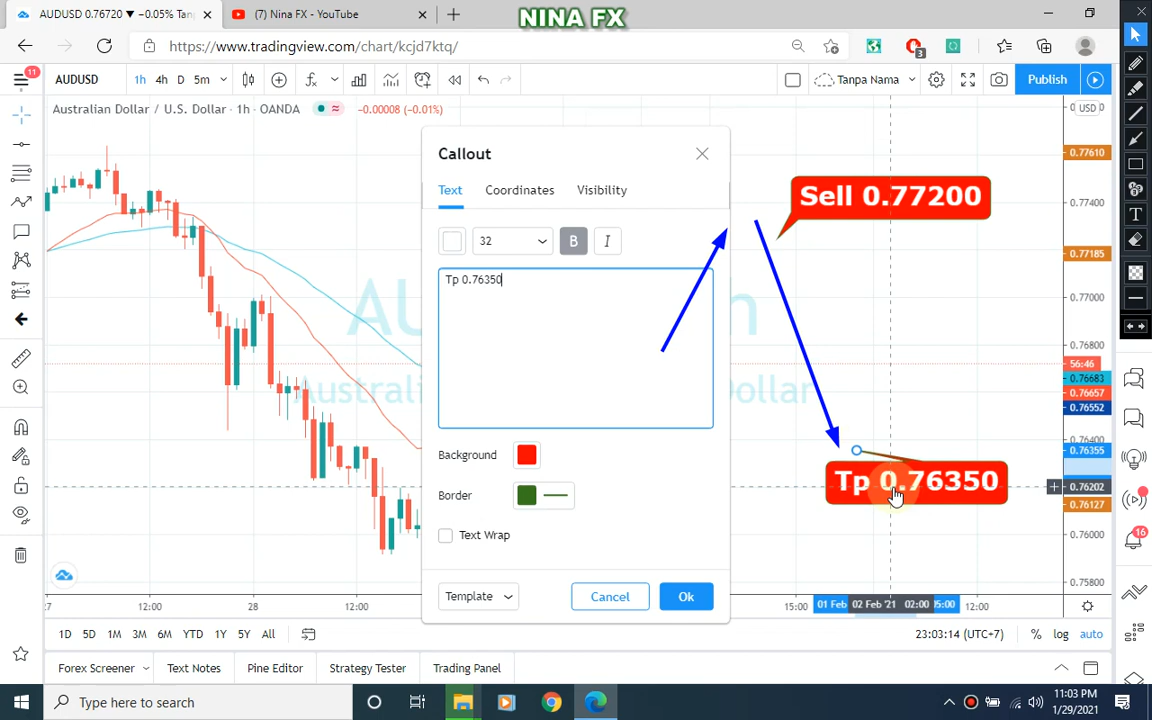 AUDUSD 0.76720 ▼ −0.05% Tan
(7) Nina FX - YouTube
NINA FX
https://www.tradingview.com/chart/kcjd7ktq/
3
11
AUDUSD
1h 4h D 5m
Tanpa Nama
Publish
Australian Dollar / U.S. Dollar · 1h · OANDA
−0.00008 (−0.01%)
USD
Callout
Text Coordinates Visibility
32
B
I
Tp 0.76350
Background
Border
Text Wrap
Template
Cancel
Ok
Sell 0.77200
Tp 0.76350
0.77610
0.77400
0.77185
0.77000
0.76800
56:46
0.76683
0.76657
0.76552
0.76400
0.76355
0.76202
0.76127
0.76000
0.75800
16
27 12:00 28 12:00 15:00 01 Feb 02 Feb '21 02:00 12:00
1D 5D 1M 3M 6M YTD 1Y 5Y All
23:03:14 (UTC+7) % log auto
Forex Screener Text Notes Pine Editor Strategy Tester Trading Panel
Type here to search
11:03 PM
1/29/2021